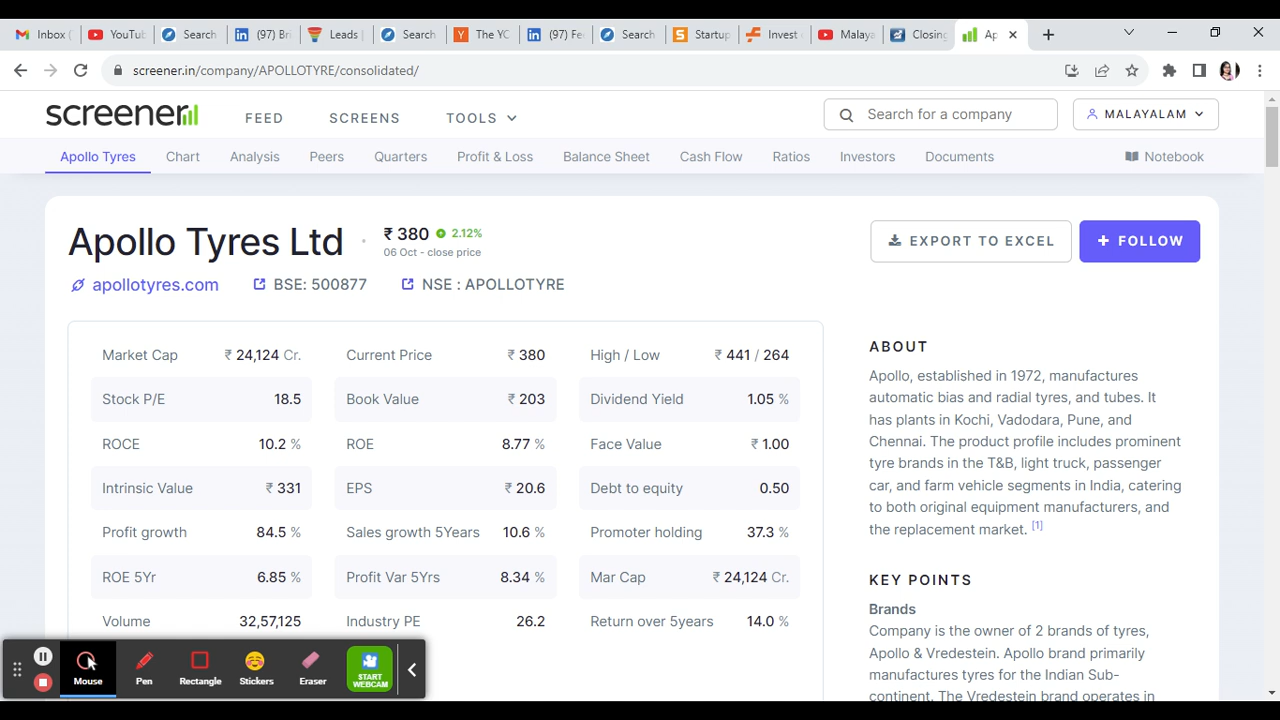 Inbox (
YouTub
Search
(97) Bri
Leads |
Search
The YC
(97) Fee
Search
Startup
Invest
Malaya
Closing
Ap
screener.in/company/APOLLOTYRE/consolidated/
screener
FEED SCREENS TOOLS
Search for a company
MALAYALAM
Apollo Tyres Chart Analysis Peers Quarters Profit & Loss Balance Sheet Cash Flow Ratios Investors Documents Notebook
Apollo Tyres Ltd · ₹ 380 2.12%
06 Oct - close price
EXPORT TO EXCEL
+ FOLLOW
apollotyres.com BSE: 500877 NSE : APOLLOTYRE
Market Cap ₹ 24,124 Cr. Current Price ₹ 380 High / Low ₹ 441 / 264
Stock P/E 18.5 Book Value ₹ 203 Dividend Yield 1.05 %
ROCE 10.2 % ROE 8.77 % Face Value ₹ 1.00
Intrinsic Value ₹ 331 EPS ₹ 20.6 Debt to equity 0.50
Profit growth 84.5 % Sales growth 5Years 10.6 % Promoter holding 37.3 %
ROE 5Yr 6.85 % Profit Var 5Yrs 8.34 % Mar Cap ₹ 24,124 Cr.
Volume 32,57,125 Industry PE 26.2 Return over 5years 14.0 %
ABOUT
Apollo, established in 1972, manufactures
automatic bias and radial tyres, and tubes. It
has plants in Kochi, Vadodara, Pune, and
Chennai. The product profile includes prominent
tyre brands in the T&B, light truck, passenger
car, and farm vehicle segments in India, catering
to both original equipment manufacturers, and
the replacement market. [1]
KEY POINTS
Brands
Company is the owner of 2 brands of tyres,
Apollo & Vredestein. Apollo brand primarily
manufactures tyres for the Indian Sub-
continent. The Vredestein brand operates in
Mouse Pen Rectangle Stickers Eraser
START
WEBCAM